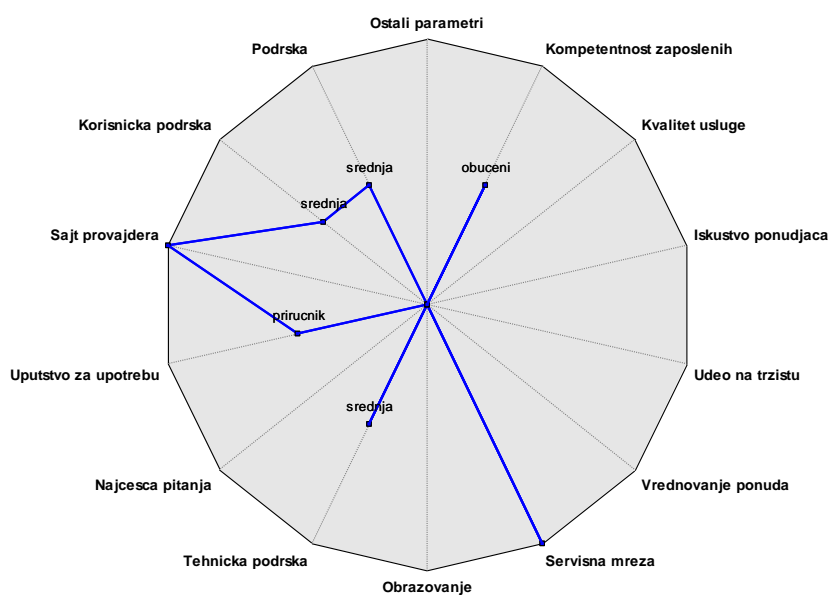 Ostali parametri
Podrska
Kompetentnost zaposlenih
Korisnicka podrska
Kvalitet usluge
srednja
obuceni
srednja
Sajt provajdera
Iskustvo ponudjaca
prirucnik
Uputstvo za upotrebu
Udeo na trzistu
srednja
Najcesca pitanja
Vrednovanje ponuda
Tehnicka podrska
Servisna mreza
Obrazovanje